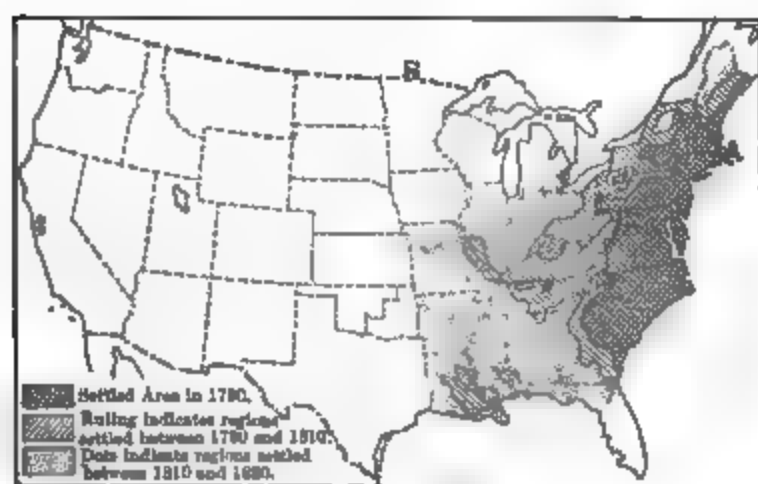 Settled Area in 1790.
Ruling indicates regions
settled between 1790 and 1810.
Dots indicate regions settled
between 1810 and 1820.